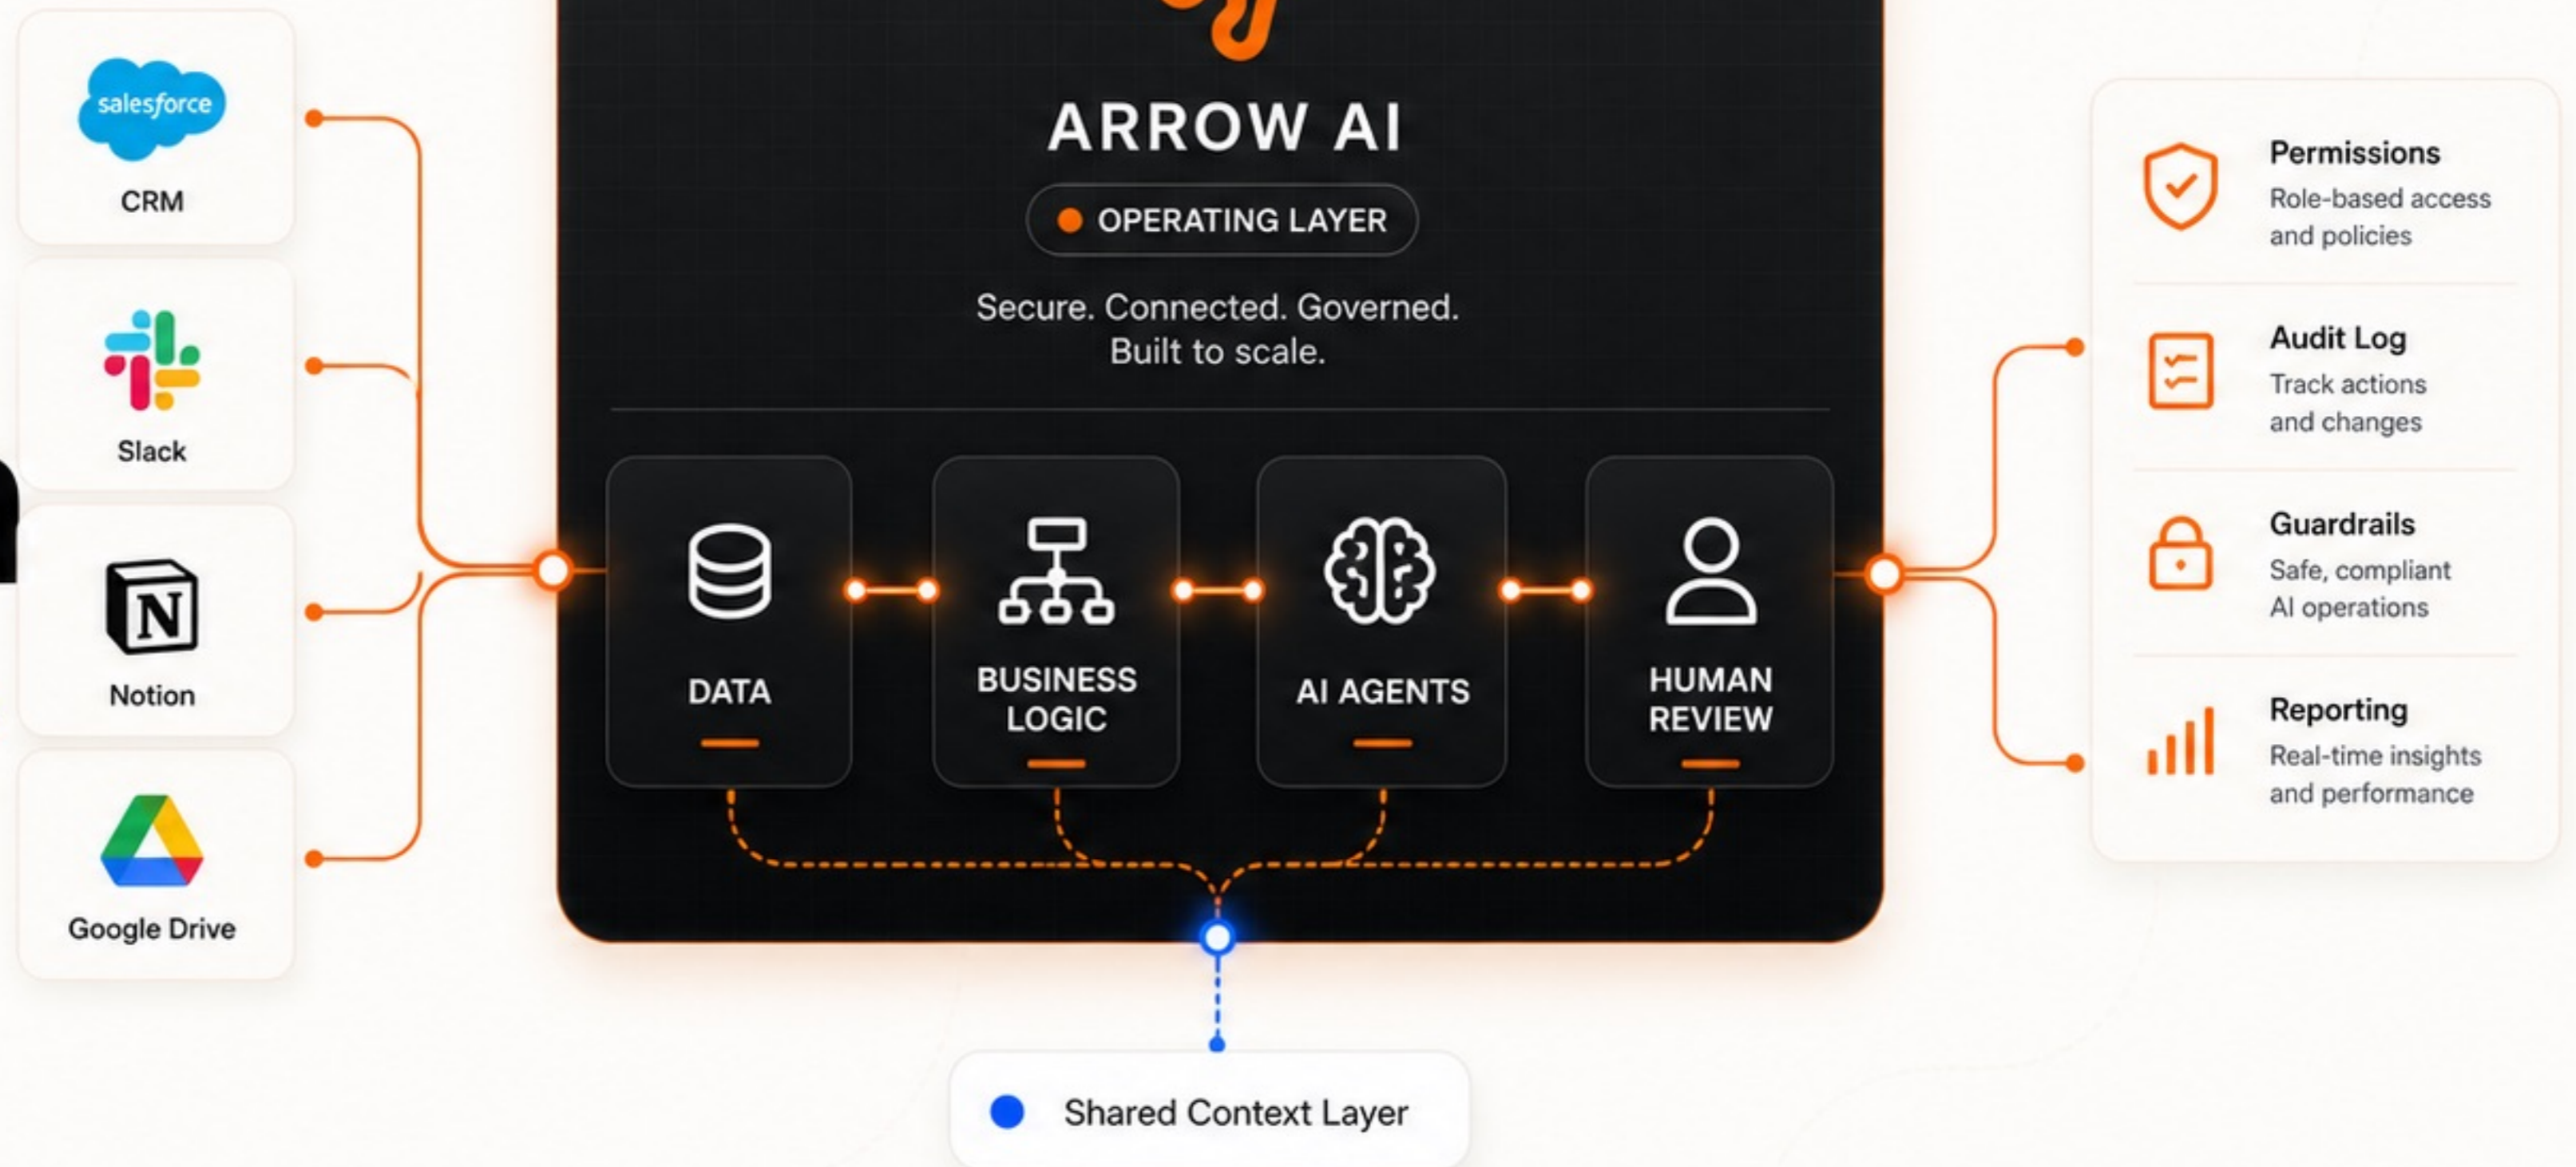 salesforce
CRM
Slack
N
Notion
Google Drive
ARROW AI
OPERATING LAYER
Secure. Connected. Governed.
Built to scale.
DATA
BUSINESS
LOGIC
AI AGENTS
HUMAN
REVIEW
Shared Context Layer
Permissions
Role-based access
and policies
Audit Log
Track actions
and changes
Guardrails
Safe, compliant
AI operations
Reporting
Real-time insights
and performance